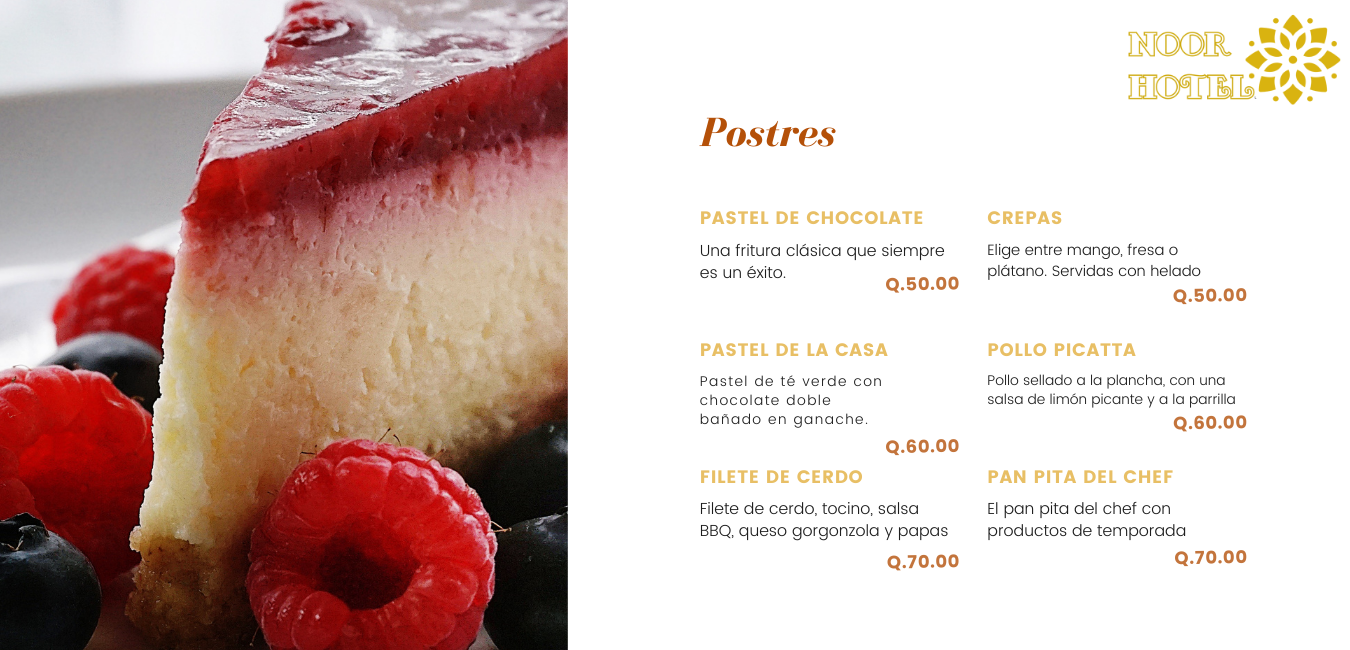 NOOR
HOTEL
Postres
PASTEL DE CHOCOLATE
Una fritura clásica que siempre
es un éxito.
Q.50.00
CREPAS
Elige entre mango, fresa o
plátano. Servidas con helado
Q.50.00
PASTEL DE LA CASA
Pastel de té verde con
chocolate doble
bañado en ganache.
Q.60.00
POLLO PICATTA
Pollo sellado a la plancha, con una
salsa de limón picante y a la parrilla
Q.60.00
FILETE DE CERDO
Filete de cerdo, tocino, salsa
BBQ, queso gorgonzola y papas
Q.70.00
PAN PITA DEL CHEF
El pan pita del chef con
productos de temporada
Q.70.00